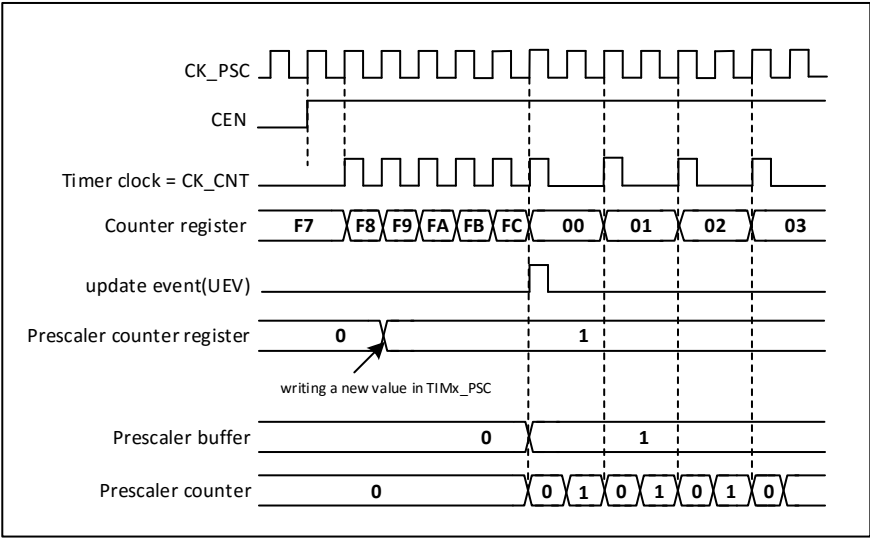 CK_PSC
CEN
Timer clock = CK_CNT
Counter register F7 F8 F9 FA FB FC 00 01 02 03
update event(UEV)
Prescaler counter register 0 1
writing a new value in TIMx_PSC
Prescaler buffer 0 1
Prescaler counter 0 0 1 0 1 0 1 0